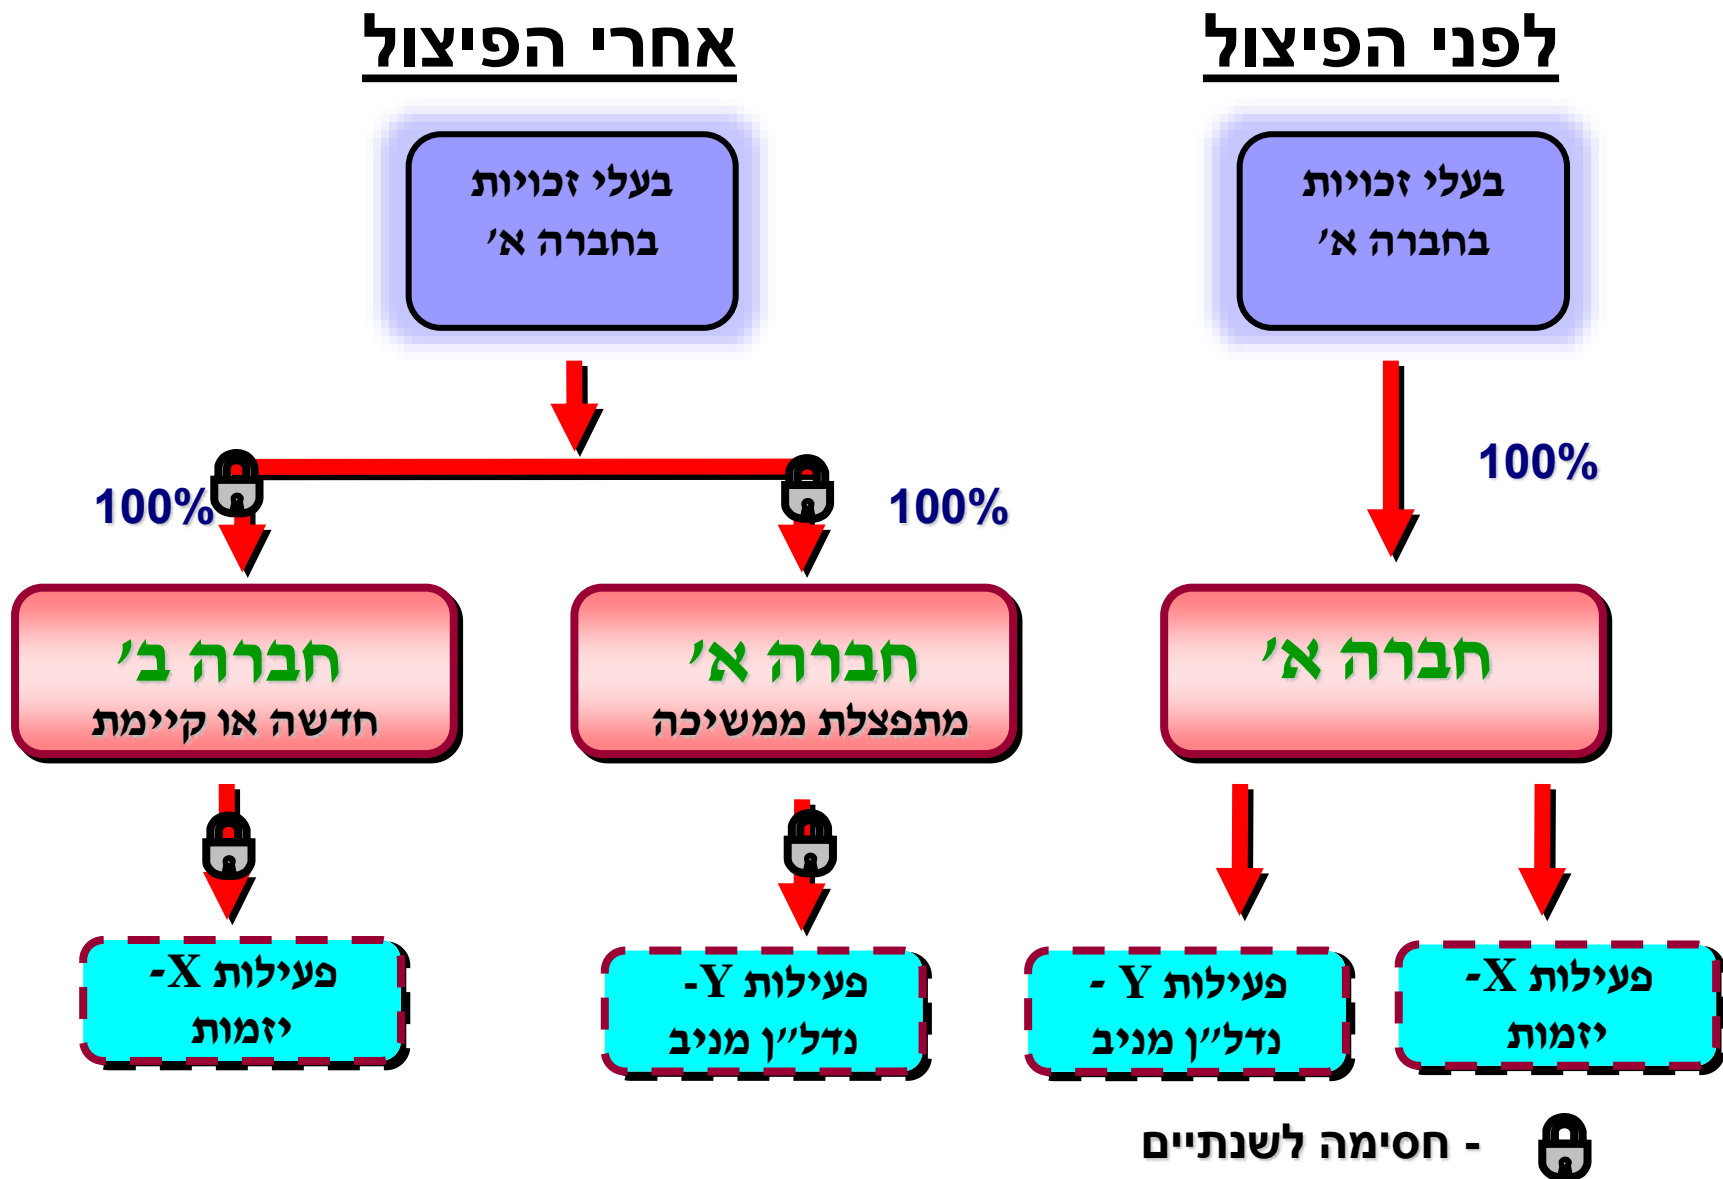 לפני הפיצול
בעלי זכויות
בחברה א׳
100%
חברה א׳
פעילות X-
יזמות
פעילות Y -
נדל״ן מניב
אחרי הפיצול
בעלי זכויות
בחברה א׳
100%
100%
חברה א׳
מתפצלת ממשיכה
חברה ב׳
חדשה או קיימת
פעילות Y-
נדל״ן מניב
פעילות X-
יזמות
- חסימה לשנתיים